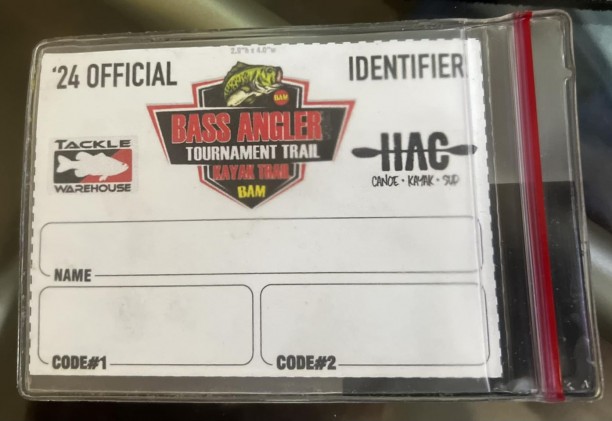 '24 OFFICIAL
IDENTIFIER
BAM
BASS ANGLER
TOURNAMENT TRAIL
KAYAK TRAIL
BAM
TACKLE
WAREHOUSE
HAC
CANOE • KAYAK • SUP
NAME
CODE#1
CODE#2